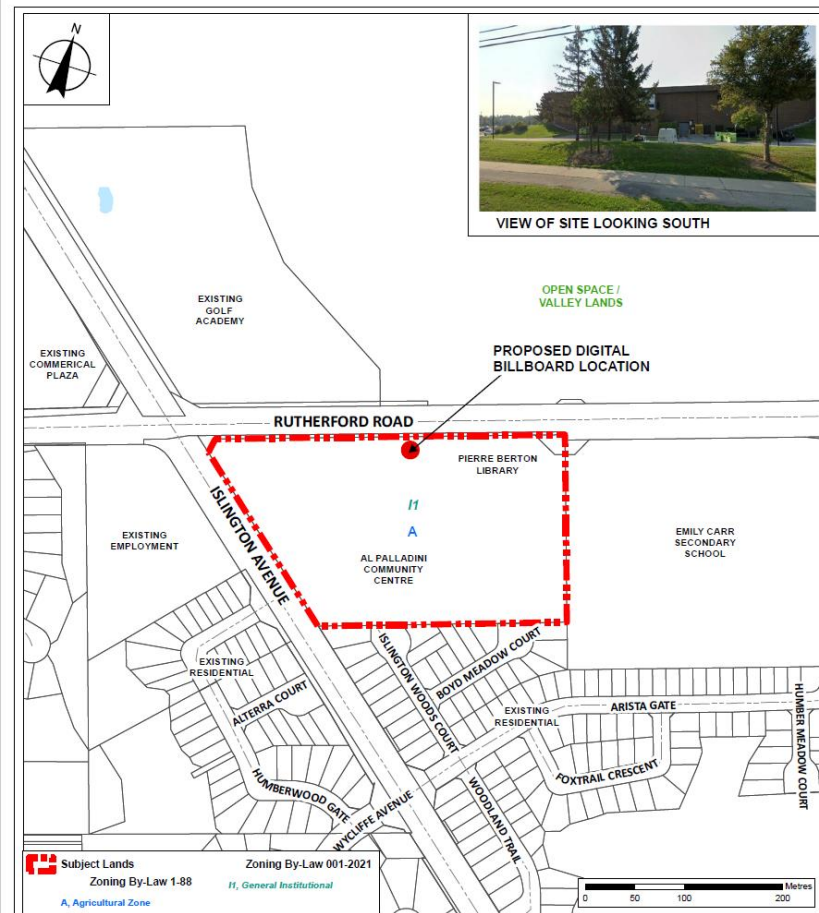 N
VIEW OF SITE LOOKING SOUTH
OPEN SPACE /
VALLEY LANDS
EXISTING
GOLF
ACADEMY
EXISTING
COMMERICAL
PLAZA
PROPOSED DIGITAL
BILLBOARD LOCATION
RUTHERFORD ROAD
PIERRE BERTON
LIBRARY
ISLINGTON AVENUE
I1
A
EXISTING
EMPLOYMENT
EMILY CARR
SECONDARY
SCHOOL
AL PALLADINI
COMMUNITY
CENTRE
EXISTING
RESIDENTIAL
ALTERRA COURT
ISLINGTON WOODS COURT
BOYD MEADOW COURT
EXISTING
RESIDENTIAL
ARISTA GATE
HUMBER MEADOW COURT
FOXTRAIL CRESCENT
HUMBERWOOD GATE
WYCLIFFE AVENUE
WOODLAND TRAIL
Subject Lands
Zoning By-Law 1-88
A, Agricultural Zone
Zoning By-Law 001-2021
I1, General Institutional
Metres
0 50 100 200